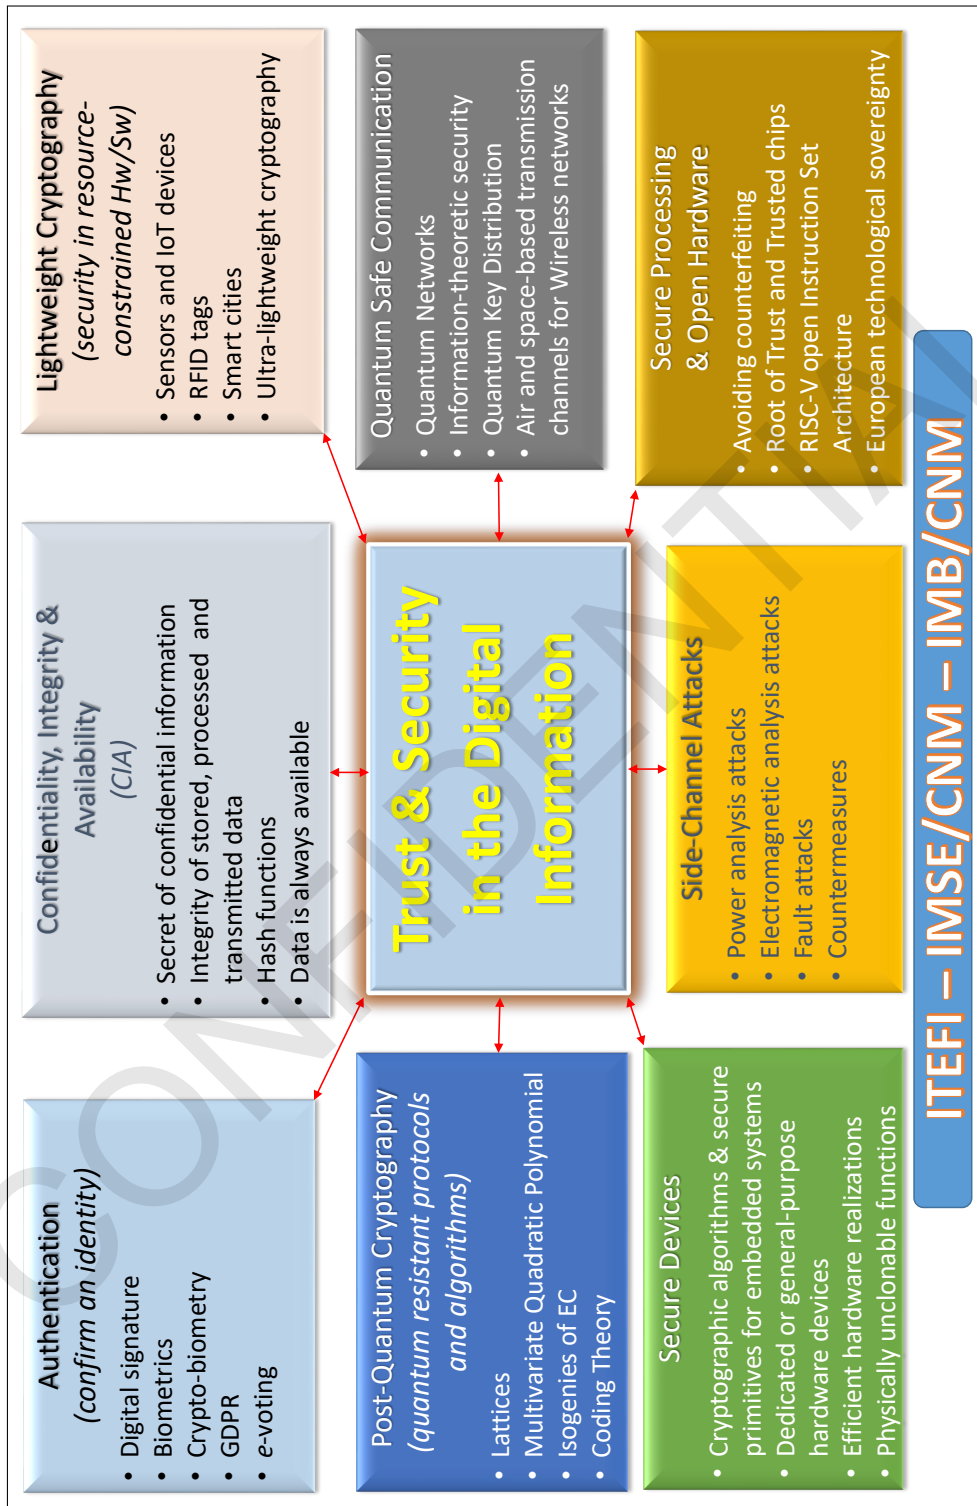 Authentication
(confirm an identity)
• Digital signature
• Biometrics
• Crypto-biometry
• GDPR
• e-voting
Confidentiality, Integrity &
Availability
(CIA)
• Secret of confidential information
• Integrity of stored, processed and
transmitted data
• Hash functions
• Data is always available
Lightweight Cryptography
(security in resource-
constrained Hw/Sw)
• Sensors and IoT devices
• RFID tags
• Smart cities
• Ultra-lightweight cryptography
Post-Quantum Cryptography
(quantum resistant protocols
and algorithms)
• Lattices
• Multivariate Quadratic Polynomial
• Isogenies of EC
• Coding Theory
Trust & Security
in the Digital
Information
Quantum Safe Communication
• Quantum Networks
• Information-theoretic security
• Quantum Key Distribution
• Air and space-based transmission
channels for Wireless networks
Secure Devices
• Cryptographic algorithms & secure
primitives for embedded systems
• Dedicated or general-purpose
hardware devices
• Efficient hardware realizations
• Physically unclonable functions
Side-Channel Attacks
• Power analysis attacks
• Electromagnetic analysis attacks
• Fault attacks
• Countermeasures
Secure Processing
& Open Hardware
• Avoiding counterfeiting
• Root of Trust and Trusted chips
• RISC-V open Instruction Set
Architecture
• European technological sovereignty
ITEFI – IMSE/CNM – IMB/CNM
CONFIDENTIAL